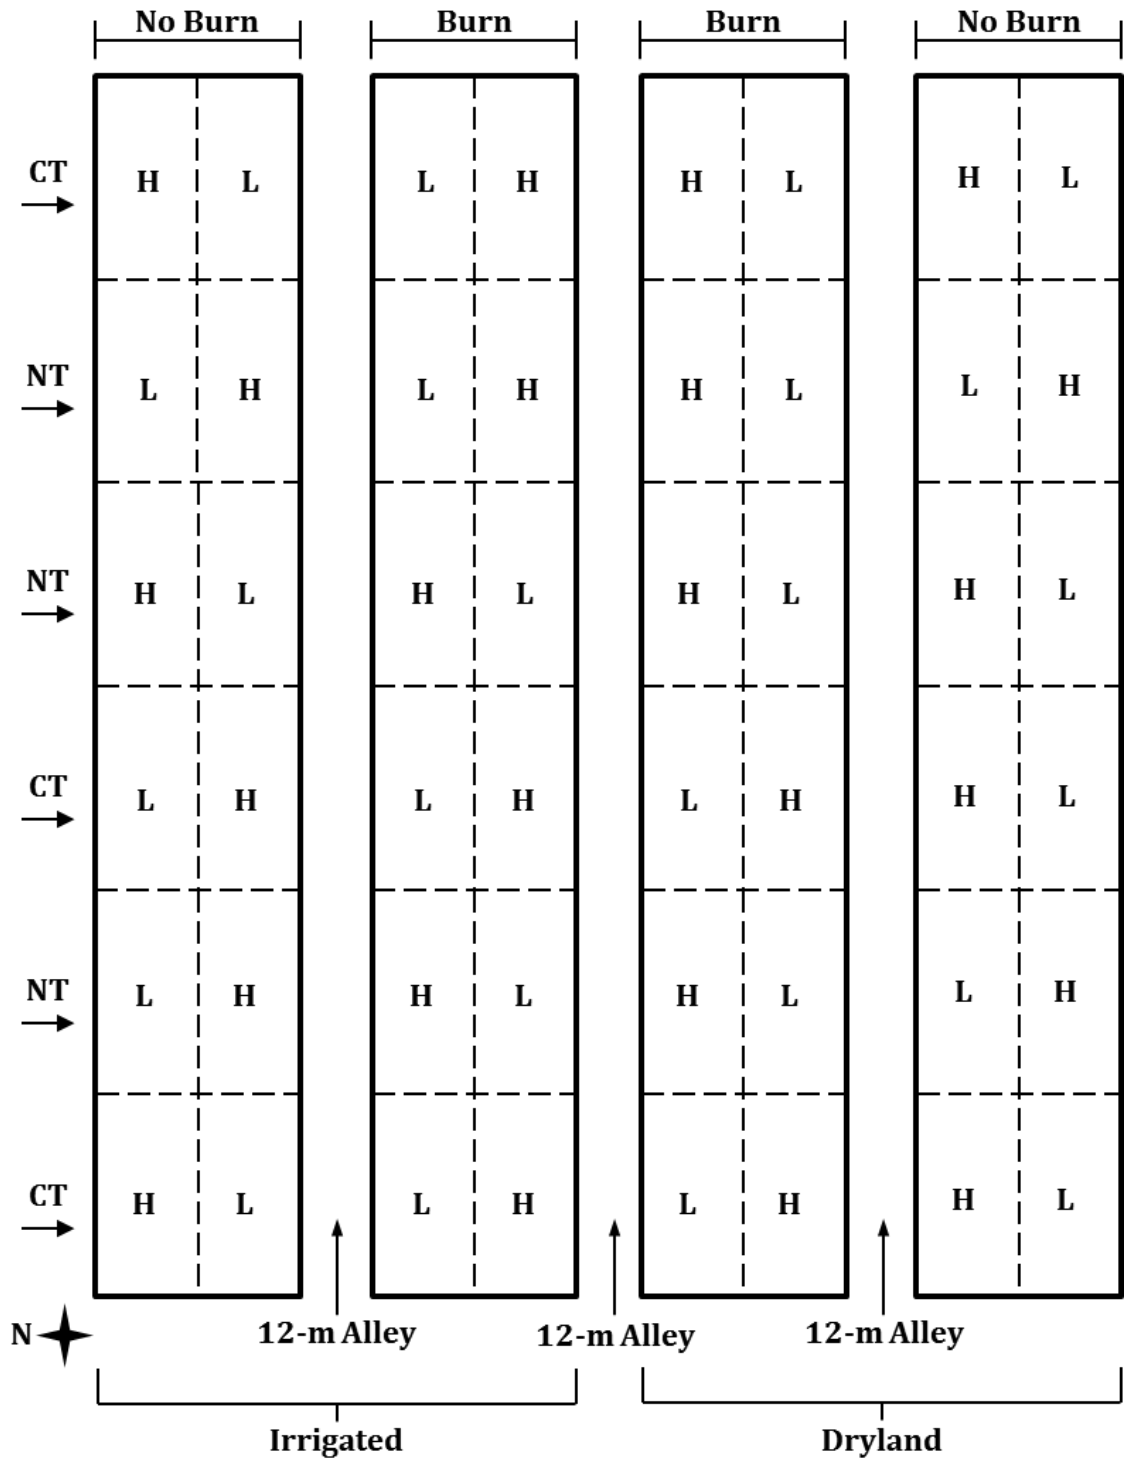 No Burn Burn Burn No Burn
CT H L L H H L H L
NT L H L H H L L H
NT H L H L H L H L
CT L H L H L H H L
NT L H H L H L L H
CT H L L H L H H L
N 12-m Alley 12-m Alley 12-m Alley
Irrigated Dryland